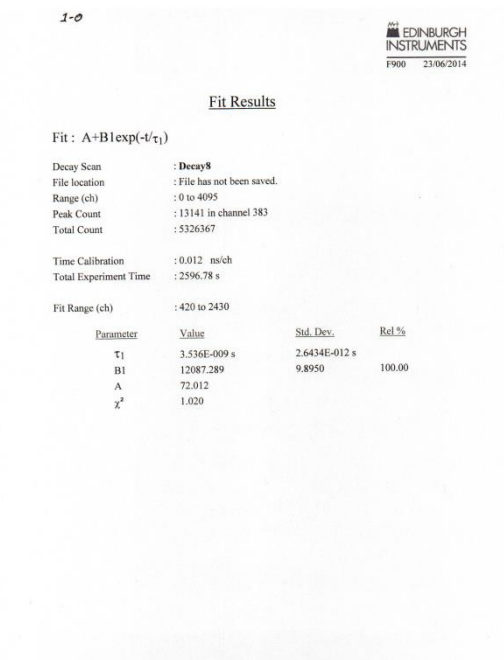 1-0
EDINBURGH
INSTRUMENTS
F900 23/06/2014
Fit Results
Fit : A+B1exp(-t/τ₁)
Decay Scan : Decay8
File location : File has not been saved.
Range (ch) : 0 to 4095
Peak Count : 13141 in channel 383
Total Count : 5326367
Time Calibration : 0.012 ns/ch
Total Experiment Time : 2596.78 s
Fit Range (ch) : 420 to 2430
Parameter Value Std. Dev. Rel %
τ₁ 3.536E-009 s 2.6434E-012 s
B1 12087.289 9.8950 100.00
A 72.012
χ² 1.020